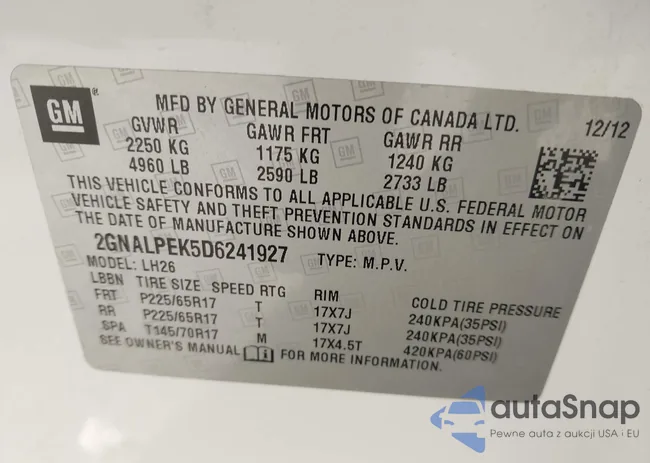 GM
MFD BY GENERAL MOTORS OF CANADA LTD. 12/12
GVWR GAWR FRT GAWR RR
2250 KG 1175 KG 1240 KG
4960 LB 2590 LB 2733 LB
THIS VEHICLE CONFORMS TO ALL APPLICABLE U.S. FEDERAL MOTOR
VEHICLE SAFETY AND THEFT PREVENTION STANDARDS IN EFFECT ON
THE DATE OF MANUFACTURE SHOWN ABOVE.
2GNALPEK5D6241927 TYPE: M.P.V.
MODEL: LH26
LBBN TIRE SIZE SPEED RTG RIM COLD TIRE PRESSURE
FRT P225/65R17 T 17X7J 240KPA(35PSI)
RR P225/65R17 T 17X7J 240KPA(35PSI)
SPA T145/70R17 M 17X4.5T 420KPA(60PSI)
SEE OWNER'S MANUAL FOR MORE INFORMATION.
autaSnap
Pewne auta z aukcji USA i EU